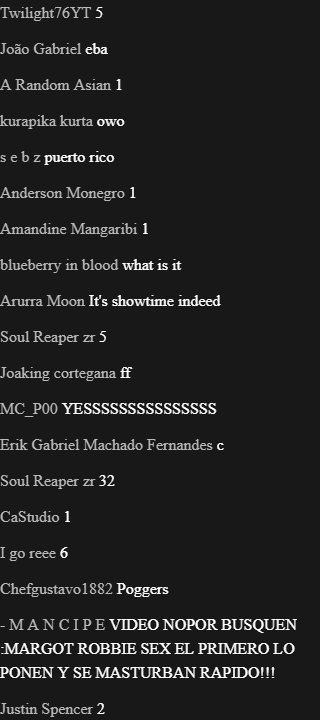 Twilight76YT 5
João Gabriel eba
A Random Asian 1
kurapika kurta owo
s e b z puerto rico
Anderson Monegro 1
Amandine Mangaribi 1
blueberry in blood what is it
Arurra Moon It's showtime indeed
Soul Reaper zr 5
Joaking cortegana ff
MC_P00 YESSSSSSSSSSSSSSS
Erik Gabriel Machado Fernandes c
Soul Reaper zr 32
CaStudio 1
I go reee 6
Chefgustavo1882 Poggers
- M A N C I P E VIDEO NOPOR BUSQUEN
:MARGOT ROBBIE SEX EL PRIMERO LO
PONEN Y SE MASTURBAN RAPIDO!!!
Justin Spencer 2